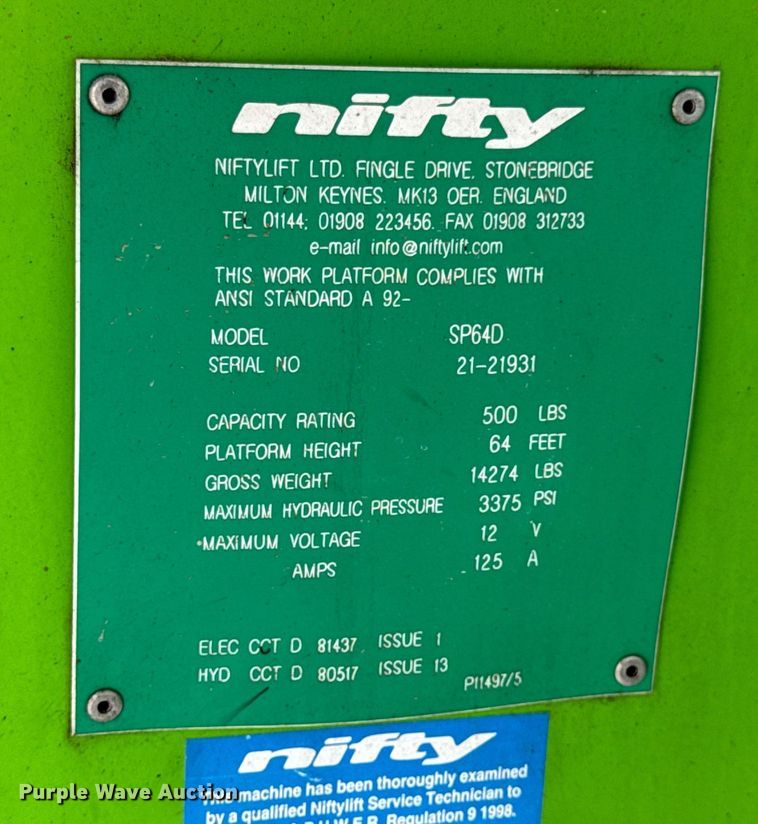 nifty
NIFTYLIFT LTD. FINGLE DRIVE, STONEBRIDGE
MILTON KEYNES. MK13 OER. ENGLAND
TEL 01144: 01908 223456. FAX 01908 312733
e-mail info@niftylift.com
THIS WORK PLATFORM COMPLIES WITH
ANSI STANDARD A 92-
MODEL SP64D
SERIAL NO 21-21931
CAPACITY RATING 500 LBS
PLATFORM HEIGHT 64 FEET
GROSS WEIGHT 14274 LBS
MAXIMUM HYDRAULIC PRESSURE 3375 PSI
MAXIMUM VOLTAGE 12 V
AMPS 125 A
ELEC CCT D 81437 ISSUE 1
HYD CCT D 80517 ISSUE 13
P11497/5
nifty
This machine has been thoroughly examined
by a qualified Niftylift Service Technician to
P.U.W.E.R. Regulation 9 1998.
Purple Wave Auction